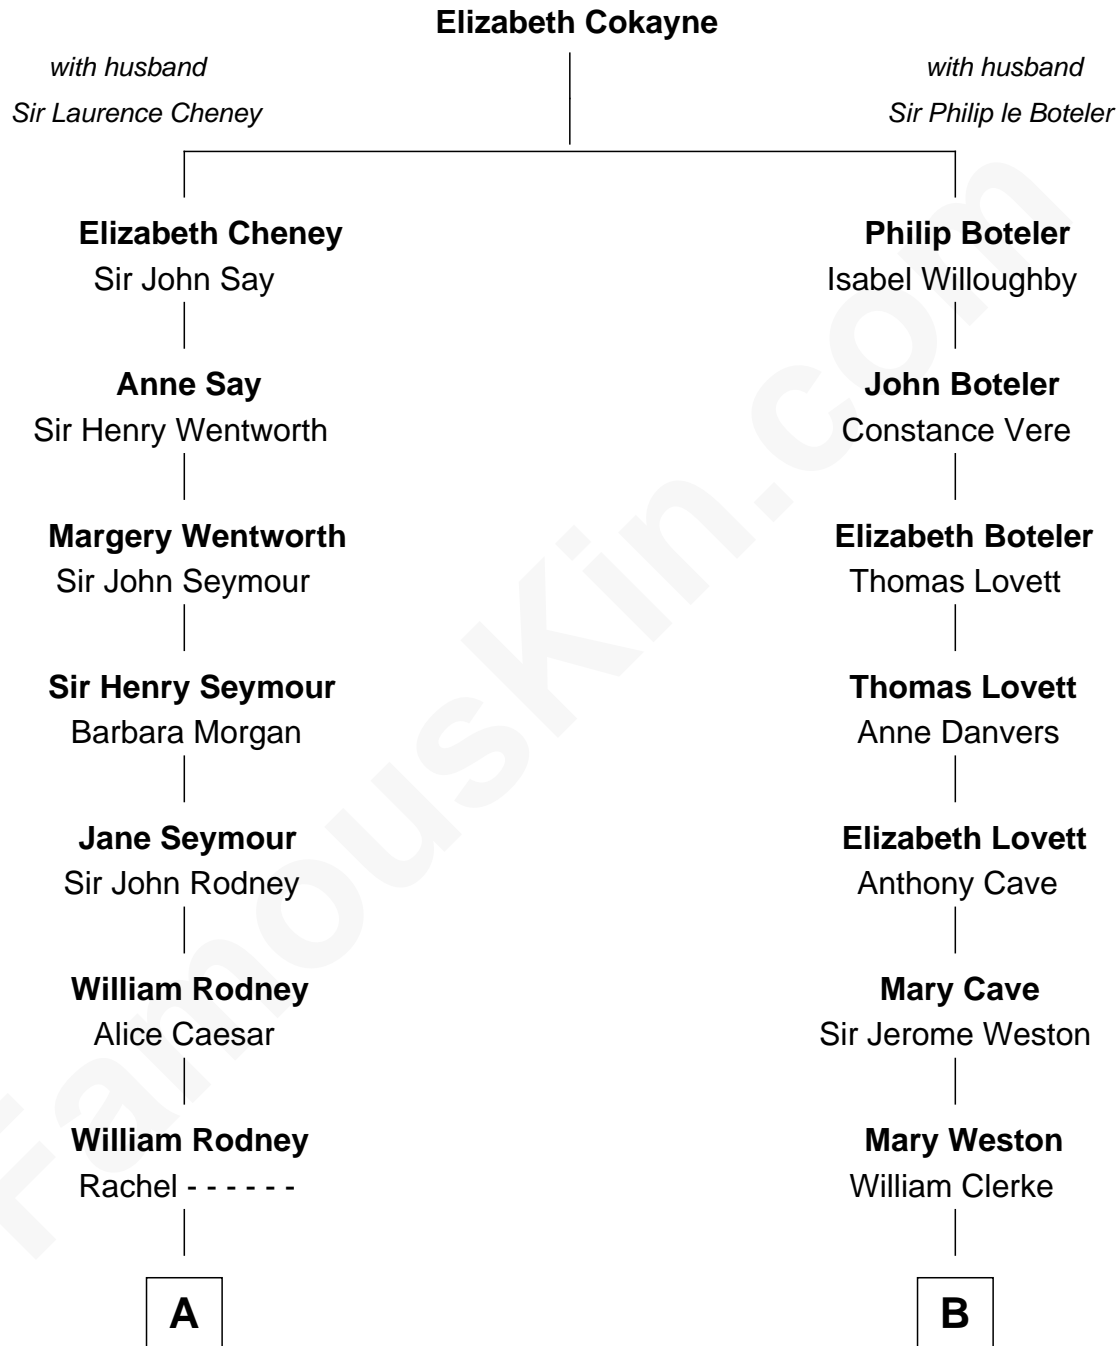 Elizabeth Cokayne
with husband
Sir Laurence Cheney
with husband
Sir Philip le Boteler
Elizabeth Cheney
Sir John Say
Philip Boteler
Isabel Willoughby
Anne Say
Sir Henry Wentworth
John Boteler
Constance Vere
Margery Wentworth
Sir John Seymour
Elizabeth Boteler
Thomas Lovett
Sir Henry Seymour
Barbara Morgan
Thomas Lovett
Anne Danvers
Jane Seymour
Sir John Rodney
Elizabeth Lovett
Anthony Cave
William Rodney
Alice Caesar
Mary Cave
Sir Jerome Weston
William Rodney
Rachel - - - - - -
Mary Weston
William Clerke
A
B
FamousKin.com